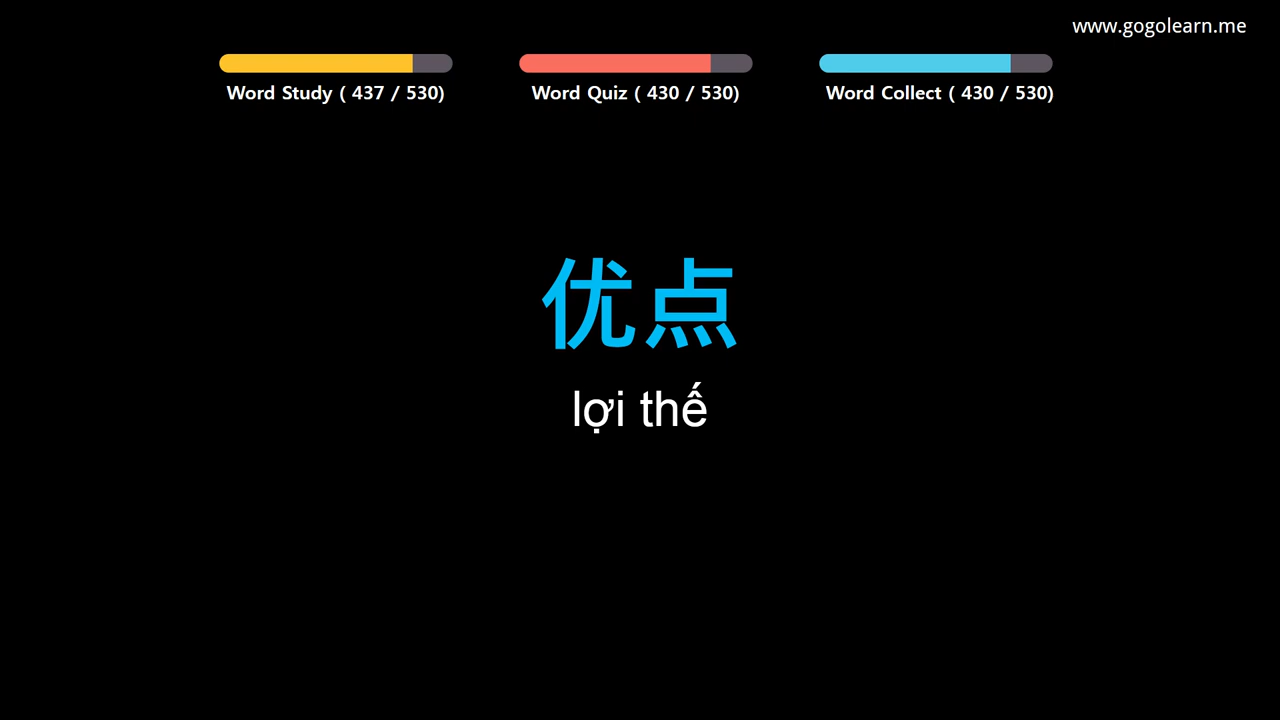 www.gogolearn.me
Word Study ( 437 / 530)
Word Quiz ( 430 / 530)
Word Collect ( 430 / 530)
优点
lợi thế